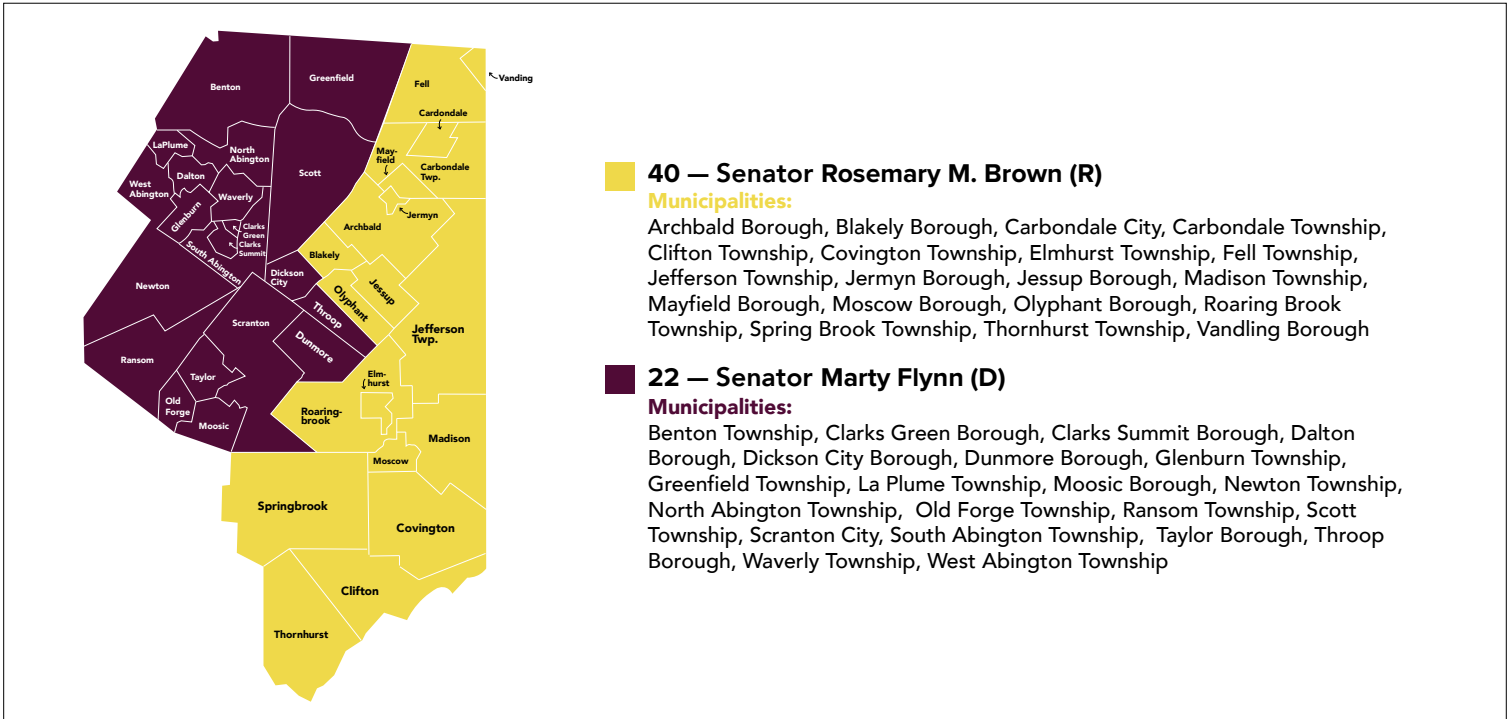 Benton
Greenfield
Fell
Vanding
Cardondale
LaPlume
North
Abington
May-
field
Carbondale
Twp.
Scott
Dalton
West
Abington
Waverly
Glenburn
Jermyn
Clarks
Green
Clarks
Summit
Archbald
South Abington
Blakely
Dickson
City
Newton
Jessup
Olyphant
Throop
Scranton
Jefferson
Twp.
Dunmore
Ransom
Taylor
Elm-
hurst
Old
Forge
Roaring-
brook
Moosic
Madison
Moscow
Springbrook
Covington
Clifton
Thornhurst
40 — Senator Rosemary M. Brown (R)
Municipalities:
Archbald Borough, Blakely Borough, Carbondale City, Carbondale Township,
Clifton Township, Covington Township, Elmhurst Township, Fell Township,
Jefferson Township, Jermyn Borough, Jessup Borough, Madison Township,
Mayfield Borough, Moscow Borough, Olyphant Borough, Roaring Brook
Township, Spring Brook Township, Thornhurst Township, Vandling Borough
22 — Senator Marty Flynn (D)
Municipalities:
Benton Township, Clarks Green Borough, Clarks Summit Borough, Dalton
Borough, Dickson City Borough, Dunmore Borough, Glenburn Township,
Greenfield Township, La Plume Township, Moosic Borough, Newton Township,
North Abington Township, Old Forge Township, Ransom Township, Scott
Township, Scranton City, South Abington Township, Taylor Borough, Throop
Borough, Waverly Township, West Abington Township